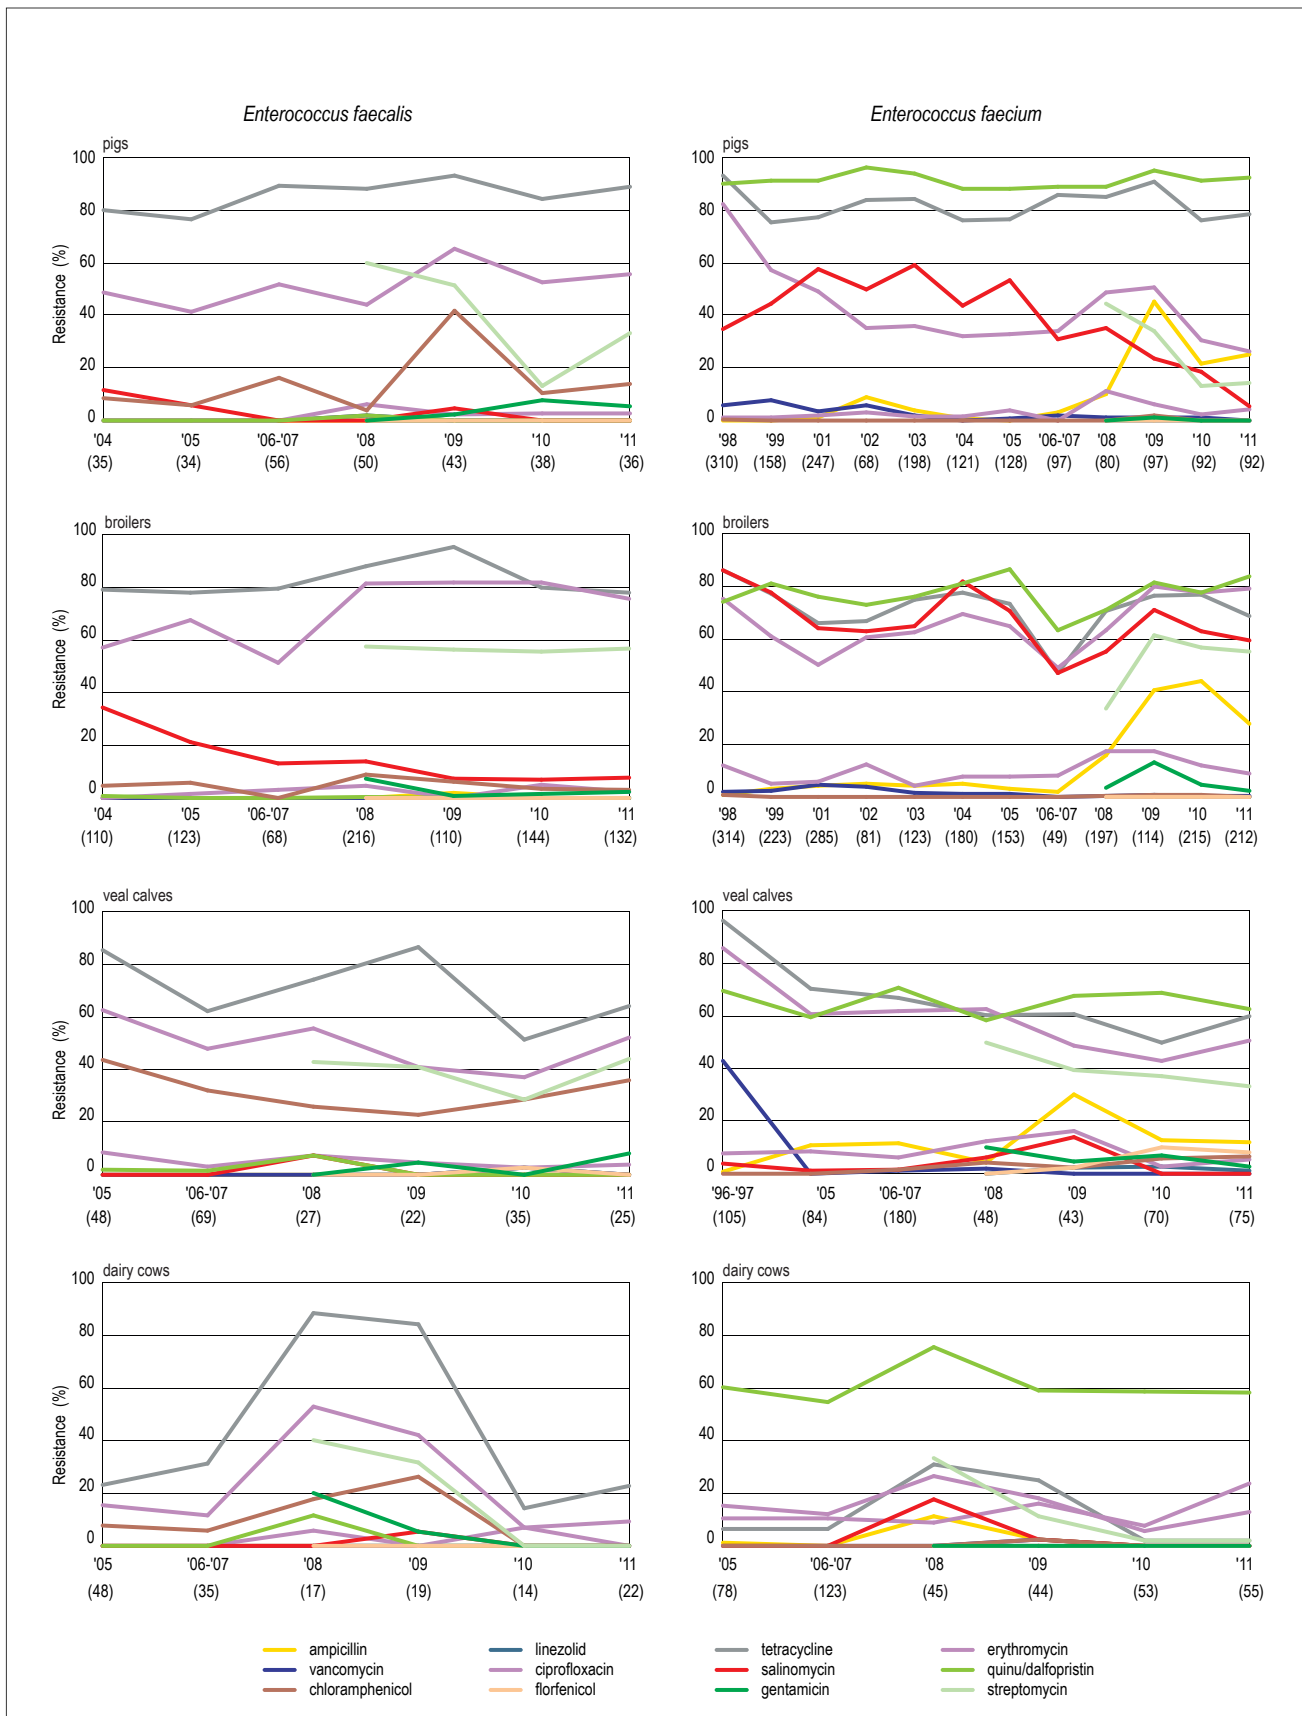 Enterococcus faecalis
Enterococcus faecium
pigs
100
80
60
40
20
0
Resistance (%)
'04 '05 '06-'07 '08 '09 '10 '11
(35) (34) (56) (50) (43) (38) (36)
pigs
100
80
60
40
20
0
'98 '99 '01 '02 '03 '04 '05 '06-'07 '08 '09 '10 '11
(310) (158) (247) (68) (198) (121) (128) (97) (80) (97) (92) (92)
broilers
100
80
60
40
20
0
Resistance (%)
'04 '05 '06-'07 '08 '09 '10 '11
(110) (123) (68) (216) (110) (144) (132)
broilers
100
80
60
40
20
0
'98 '99 '01 '02 '03 '04 '05 '06-'07 '08 '09 '10 '11
(314) (223) (285) (81) (123) (180) (153) (49) (197) (114) (215) (212)
veal calves
100
80
60
40
20
0
Resistance (%)
'05 '06-'07 '08 '09 '10 '11
(48) (69) (27) (22) (35) (25)
veal calves
100
80
60
40
20
0
'96-'97 '05 '06-'07 '08 '09 '10 '11
(105) (84) (180) (48) (43) (70) (75)
dairy cows
100
80
60
40
20
0
Resistance (%)
'05 '06-'07 '08 '09 '10 '11
(48) (35) (17) (19) (14) (22)
dairy cows
100
80
60
40
20
0
'05 '06-'07 '08 '09 '10 '11
(78) (123) (45) (44) (53) (55)
ampicillin linezolid tetracycline erythromycin
vancomycin ciprofloxacin salinomycin quinu/dalfopristin
chloramphenicol florfenicol gentamicin streptomycin